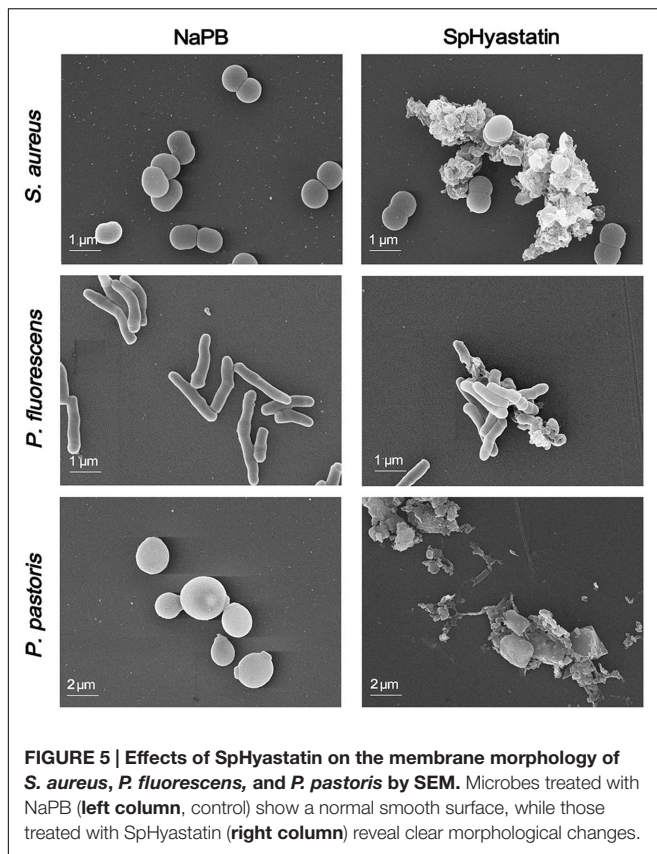 NaPB
SpHyastatin
S. aureus
1 µm
1 µm
P. fluorescens
1 µm
1 µm
P. pastoris
2 µm
2 µm
FIGURE 5 | Effects of SpHyastatin on the membrane morphology of
S. aureus, P. fluorescens, and P. pastoris by SEM. Microbes treated with
NaPB (left column, control) show a normal smooth surface, while those
treated with SpHyastatin (right column) reveal clear morphological changes.